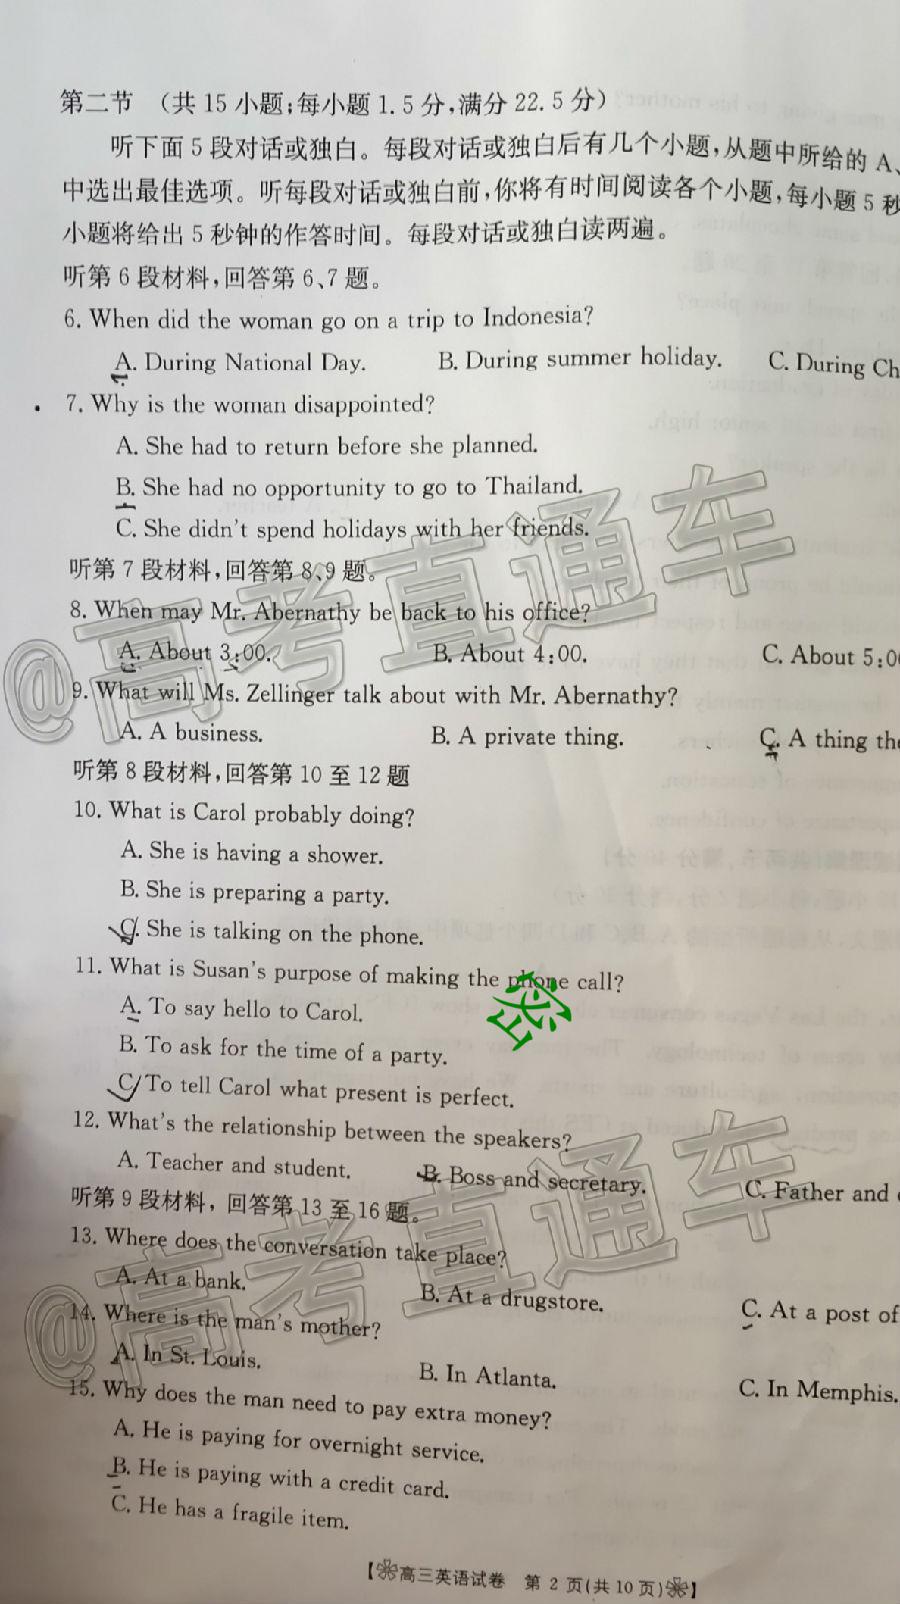 第二节 (共 15 小题;每小题 1.5 分,满分 22.5 分)
听下面 5 段对话或独白。每段对话或独白后有几个小题,从题中所给的 A、
中选出最佳选项。听每段对话或独白前,你将有时间阅读各个小题,每小题 5 秒
小题将给出 5 秒钟的作答时间。每段对话或独白读两遍。
听第 6 段材料,回答第 6、7 题。
6. When did the woman go on a trip to Indonesia?
A. During National Day. B. During summer holiday. C. During Ch
7. Why is the woman disappointed?
A. She had to return before she planned.
B. She had no opportunity to go to Thailand.
C. She didn't spend holidays with her friends.
听第 7 段材料,回答第 8、9 题。
8. When may Mr. Abernathy be back to his office?
A. About 3:00. B. About 4:00. C. About 5:0
9. What will Ms. Zellinger talk about with Mr. Abernathy?
A. A business. B. A private thing. C. A thing the
听第 8 段材料,回答第 10 至 12 题
10. What is Carol probably doing?
A. She is having a shower.
B. She is preparing a party.
C. She is talking on the phone.
11. What is Susan's purpose of making the phone call?
A. To say hello to Carol.
B. To ask for the time of a party.
C. To tell Carol what present is perfect.
密
12. What's the relationship between the speakers?
A. Teacher and student. B. Boss and secretary. C. Father and
听第 9 段材料,回答第 13 至 16 题。
13. Where does the conversation take place?
A. At a bank. B. At a drugstore. C. At a post of
14. Where is the man's mother?
A. In St. Louis. B. In Atlanta. C. In Memphis.
15. Why does the man need to pay extra money?
A. He is paying for overnight service.
B. He is paying with a credit card.
C. He has a fragile item.
【高三英语试卷 第 2 页(共 10 页)】
@高考直通车
@高考直通车